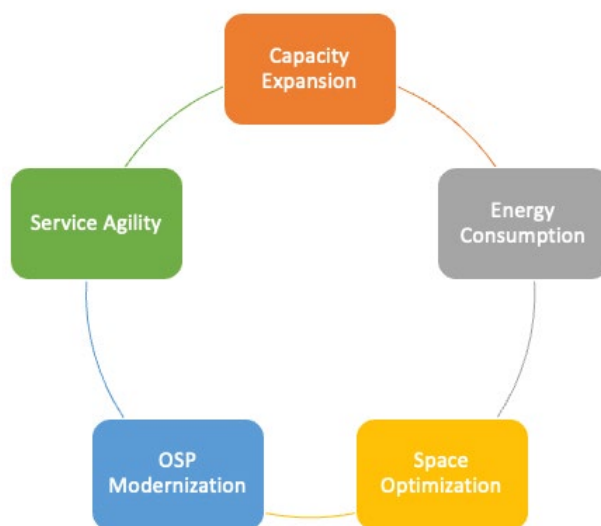 Capacity
Expansion
Energy
Consumption
Space
Optimization
OSP
Modernization
Service Agility